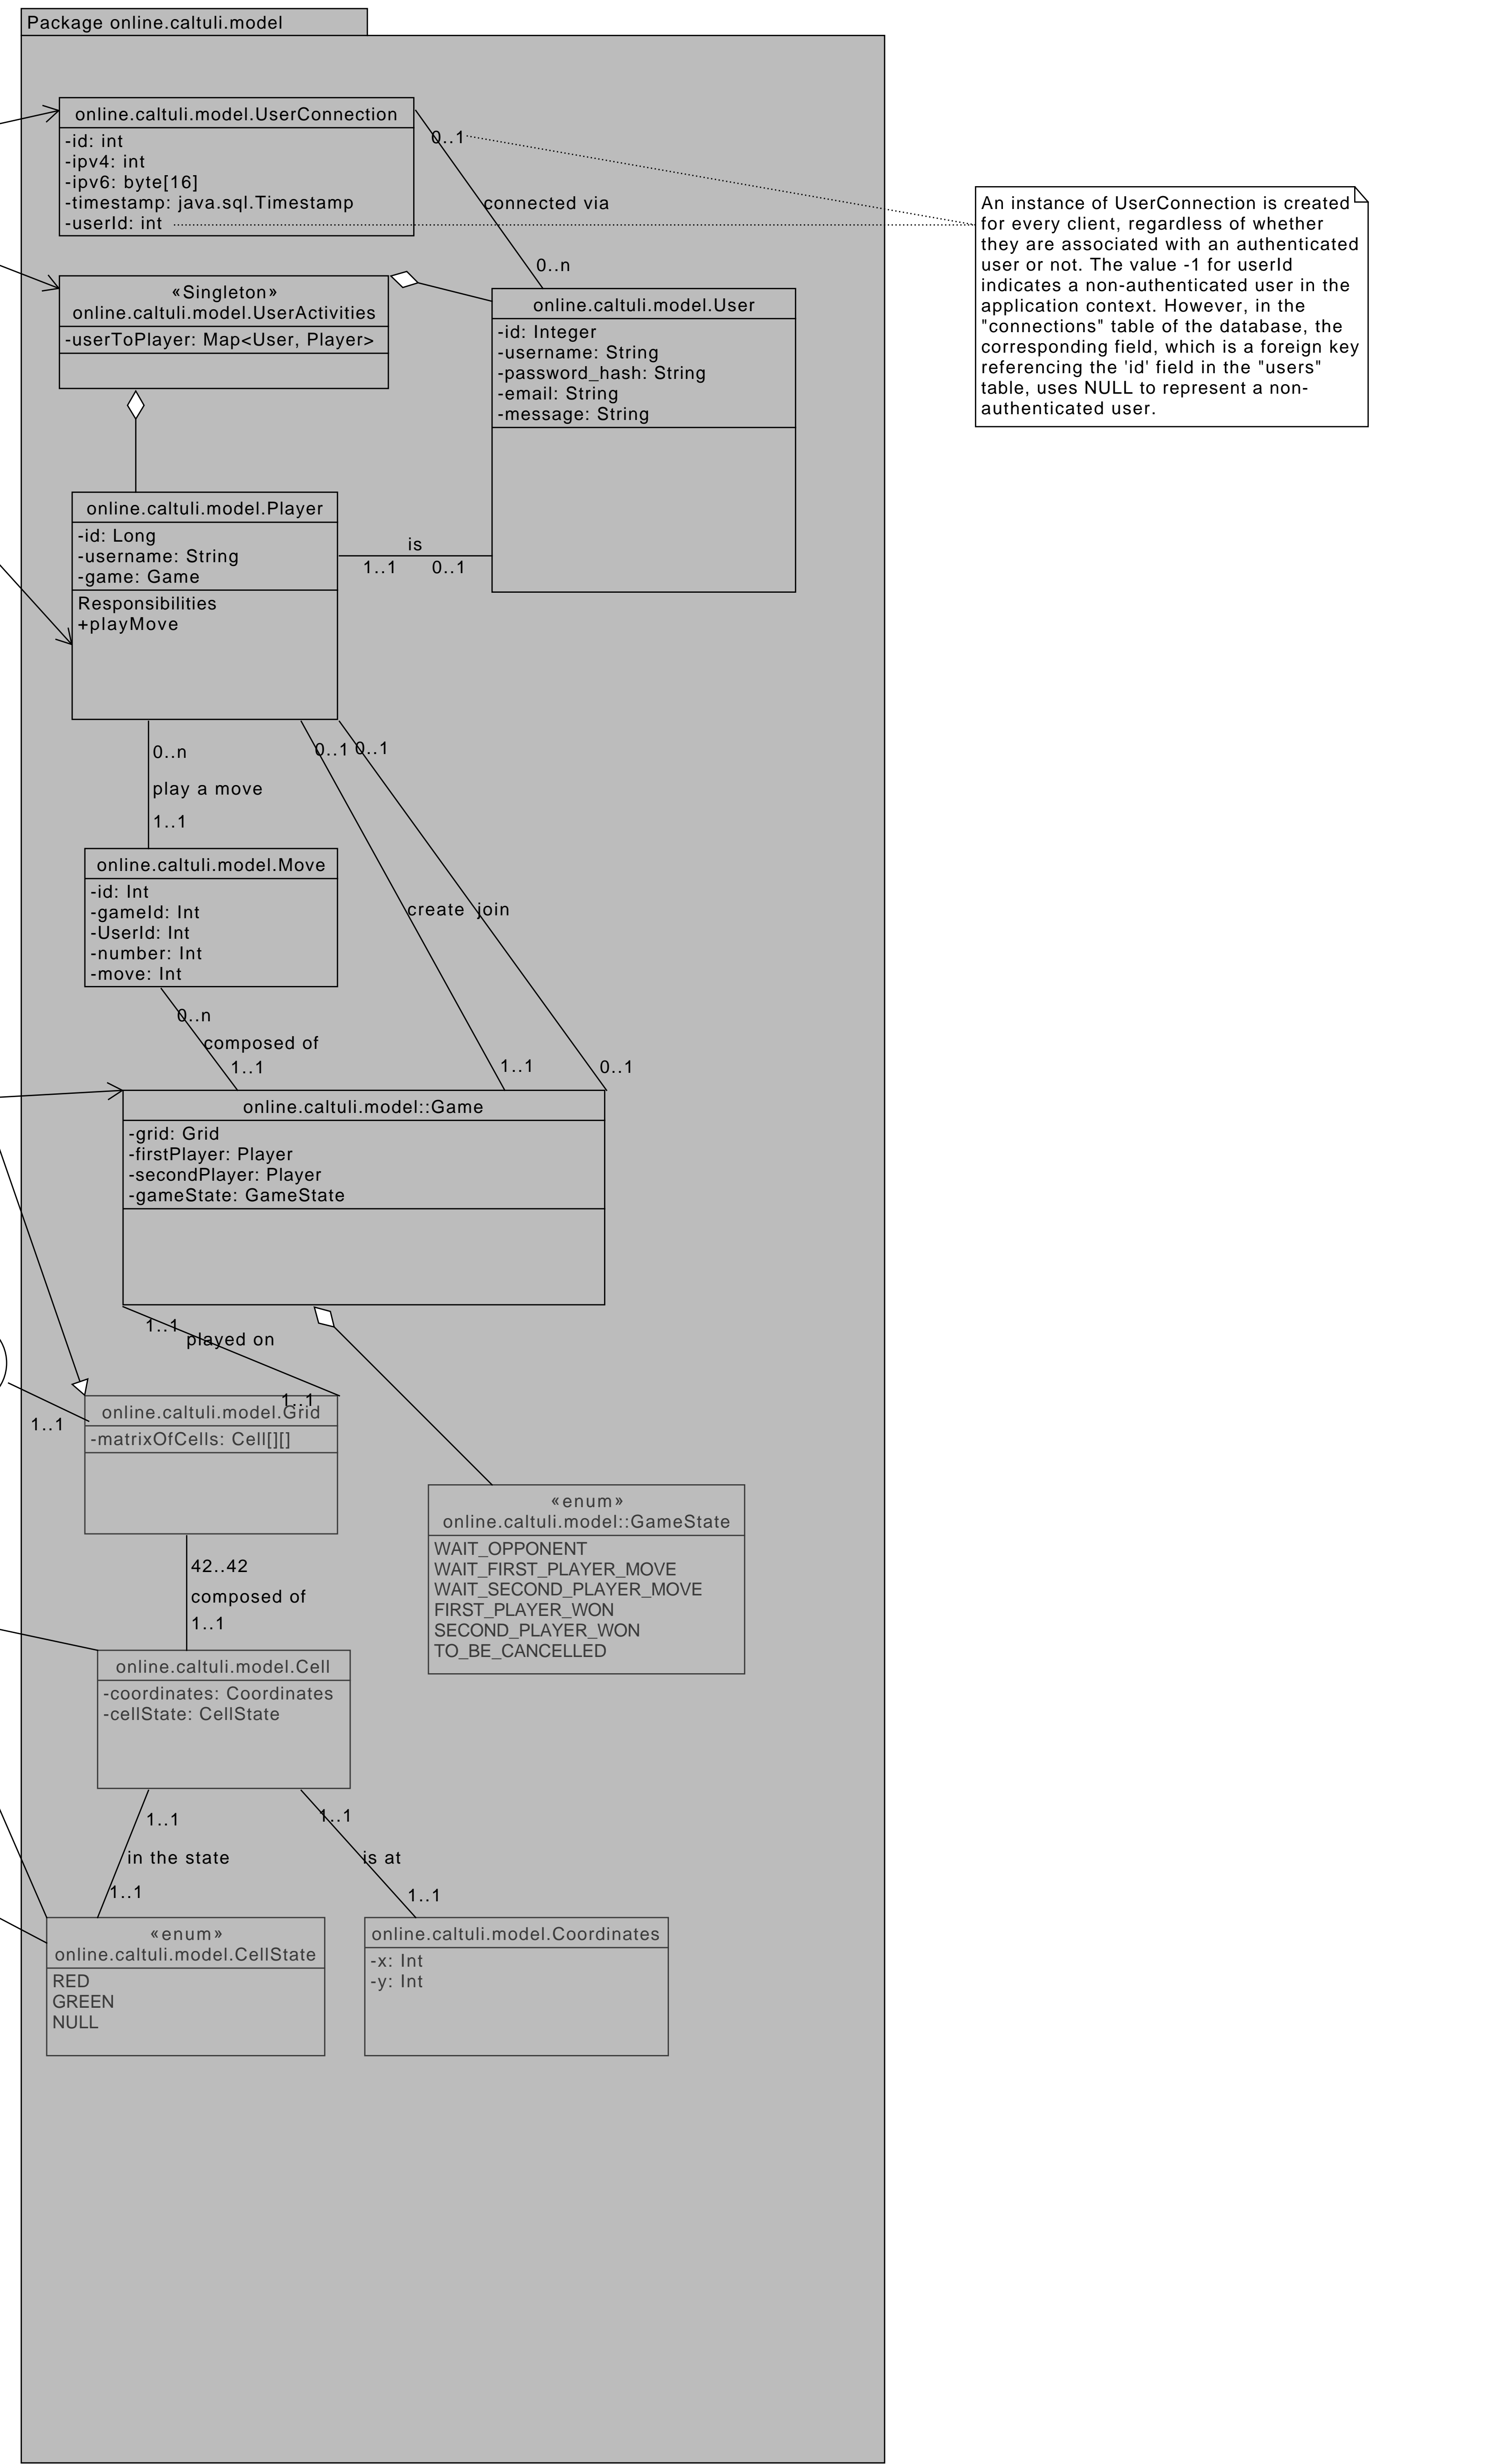 Package online.caltuli.model
online.caltuli.model.UserConnection
-id: int
-ipv4: int
-ipv6: byte[16]
-timestamp: java.sql.Timestamp
-userId: int
0..1
connected via
0..n
An instance of UserConnection is created
for every client, regardless of whether
they are associated with an authenticated
user or not. The value -1 for userId
indicates a non-authenticated user in the
application context. However, in the
"connections" table of the database, the
corresponding field, which is a foreign key
referencing the 'id' field in the "users"
table, uses NULL to represent a non-
authenticated user.
«Singleton»
online.caltuli.model.UserActivities
-userToPlayer: Map<User, Player>
online.caltuli.model.User
-id: Integer
-username: String
-password_hash: String
-email: String
-message: String
online.caltuli.model.Player
-id: Long
-username: String
-game: Game
Responsibilities
+playMove
is
1..1
0..1
0..n
play a move
1..1
0..1
0..1
online.caltuli.model.Move
-id: Int
-gameId: Int
-UserId: Int
-number: Int
-move: Int
create
join
0..n
composed of
1..1
1..1
0..1
online.caltuli.model::Game
-grid: Grid
-firstPlayer: Player
-secondPlayer: Player
-gameState: GameState
1..1
played on
1..1
1..1
online.caltuli.model.Grid
-matrixOfCells: Cell[][]
«enum»
online.caltuli.model::GameState
WAIT_OPPONENT
WAIT_FIRST_PLAYER_MOVE
WAIT_SECOND_PLAYER_MOVE
FIRST_PLAYER_WON
SECOND_PLAYER_WON
TO_BE_CANCELLED
42..42
composed of
1..1
online.caltuli.model.Cell
-coordinates: Coordinates
-cellState: CellState
1..1
in the state
1..1
1..1
is at
1..1
«enum»
online.caltuli.model.CellState
RED
GREEN
NULL
online.caltuli.model.Coordinates
-x: Int
-y: Int